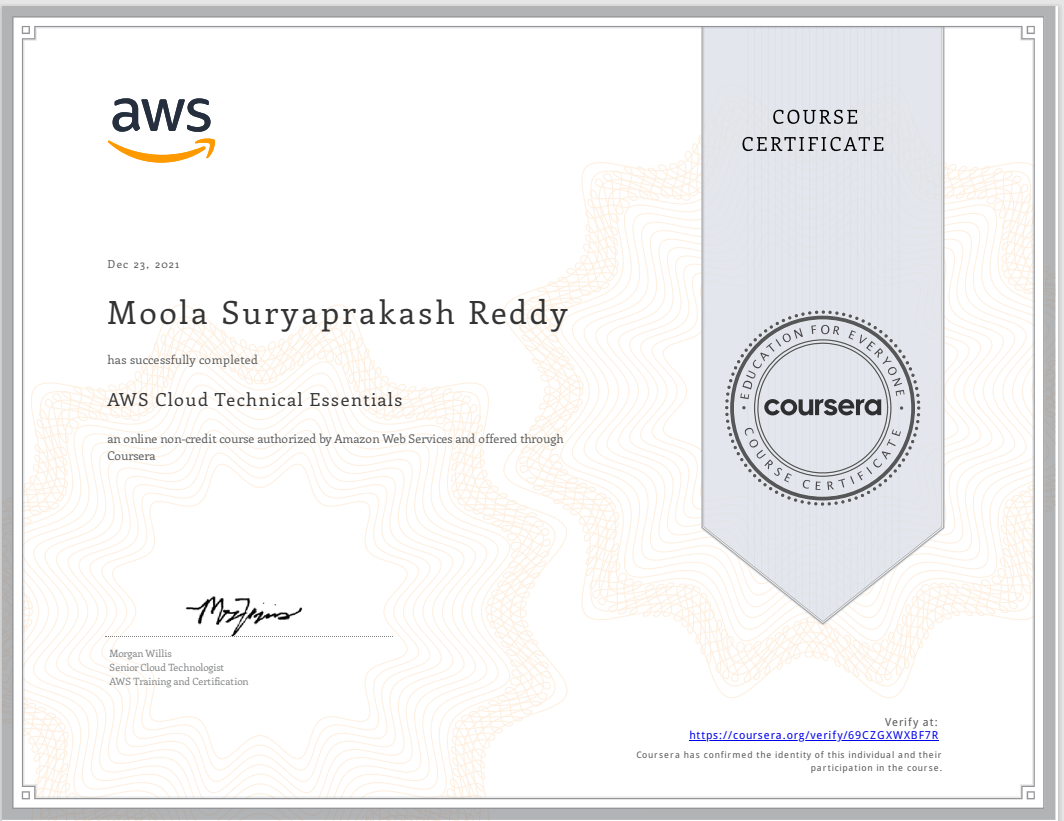 aws
COURSE
CERTIFICATE
Dec 23, 2021
Moola Suryaprakash Reddy
has successfully completed
AWS Cloud Technical Essentials
an online non-credit course authorized by Amazon Web Services and offered through
Coursera
EDUCATION FOR EVERYONE
coursera
COURSE CERTIFICATE
Morgan Willis
Senior Cloud Technologist
AWS Training and Certification
Verify at:
https://coursera.org/verify/69CZGXWXBF7R
Coursera has confirmed the identity of this individual and their
participation in the course.